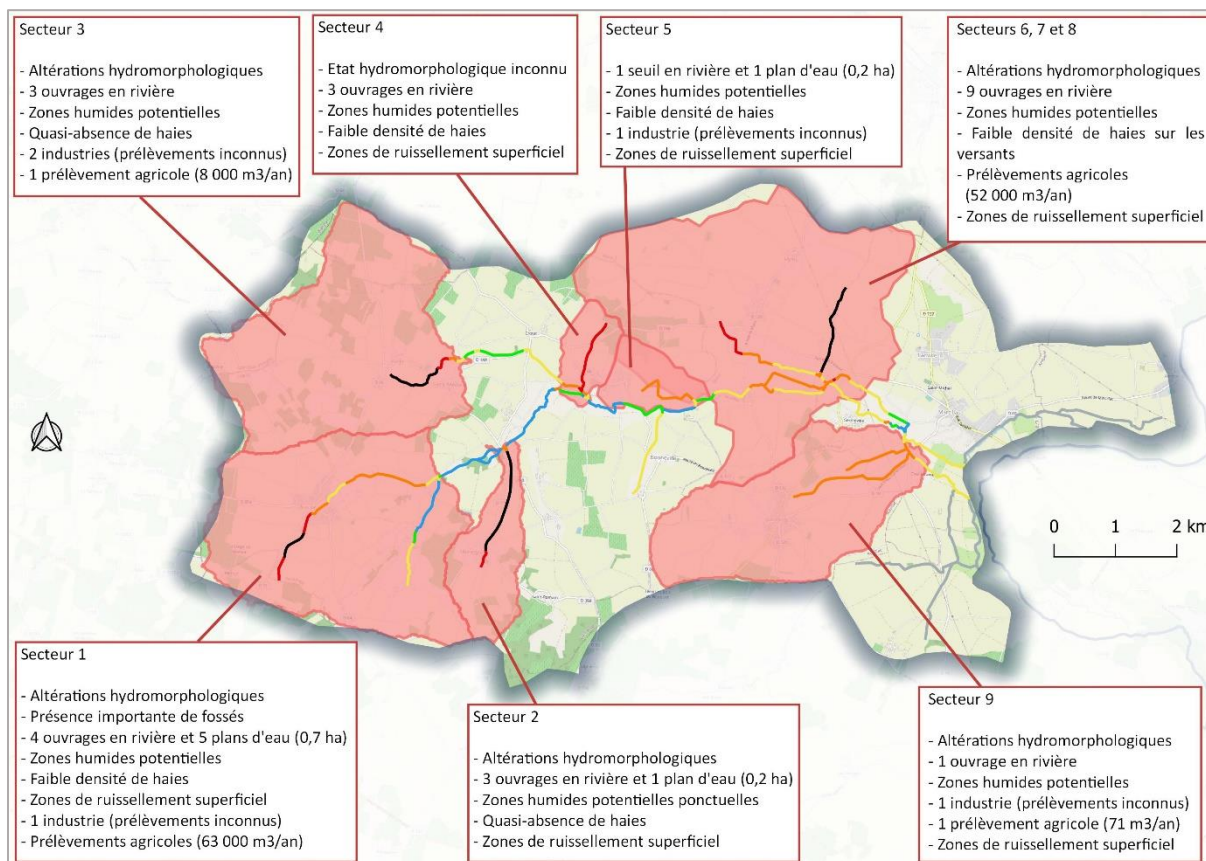 Secteur 3
- Altérations hydromorphologiques
- 3 ouvrages en rivière
- Zones humides potentielles
- Quasi-absence de haies
- 2 industries (prélèvements inconnus)
- 1 prélèvement agricole (8 000 m3/an)
Secteur 4
- Etat hydromorphologique inconnu
- 3 ouvrages en rivière
- Zones humides potentielles
- Faible densité de haies
- Zones de ruissellement superficiel
Secteur 5
- 1 seuil en rivière et 1 plan d'eau (0,2 ha)
- Zones humides potentielles
- Faible densité de haies
- 1 industrie (prélèvements inconnus)
- Zones de ruissellement superficiel
Secteurs 6, 7 et 8
- Altérations hydromorphologiques
- 9 ouvrages en rivière
- Zones humides potentielles
- Faible densité de haies sur les
versants
- Prélèvements agricoles
(52 000 m3/an)
- Zones de ruissellement superficiel
0 1 2 km
Secteur 1
- Altérations hydromorphologiques
- Présence importante de fossés
- 4 ouvrages en rivière et 5 plans d'eau (0,7 ha)
- Zones humides potentielles
- Faible densité de haies
- Zones de ruissellement superficiel
- 1 industrie (prélèvements inconnus)
- Prélèvements agricoles (63 000 m3/an)
Secteur 2
- Altérations hydromorphologiques
- 3 ouvrages en rivière et 1 plan d'eau (0,2 ha)
- Zones humides potentielles ponctuelles
- Quasi-absence de haies
- Zones de ruissellement superficiel
Secteur 9
- Altérations hydromorphologiques
- 1 ouvrage en rivière
- Zones humides potentielles
- 1 industrie (prélèvements inconnus)
- 1 prélèvement agricole (71 m3/an)
- Zones de ruissellement superficiel